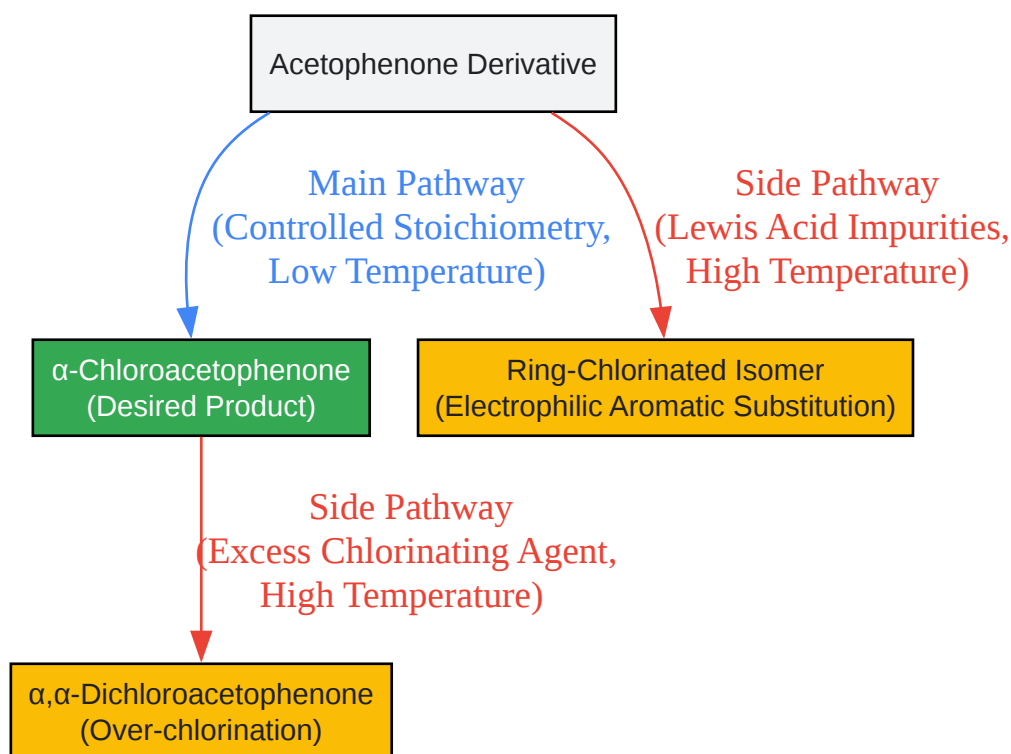 Acetophenone Derivative
Main Pathway
(Controlled Stoichiometry,
Low Temperature)
Side Pathway
(Lewis Acid Impurities,
High Temperature)
α-Chloroacetophenone
(Desired Product)
Ring-Chlorinated Isomer
(Electrophilic Aromatic Substitution)
Side Pathway
(Excess Chlorinating Agent,
High Temperature)
α,α-Dichloroacetophenone
(Over-chlorination)